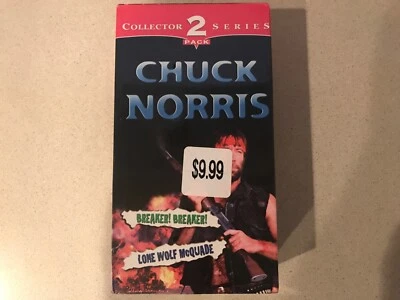 COLLECTOR 2 SERIES
PACK
CHUCK
NORRIS
$9.99
BREAKER! BREAKER!
LONE WOLF McQUADE